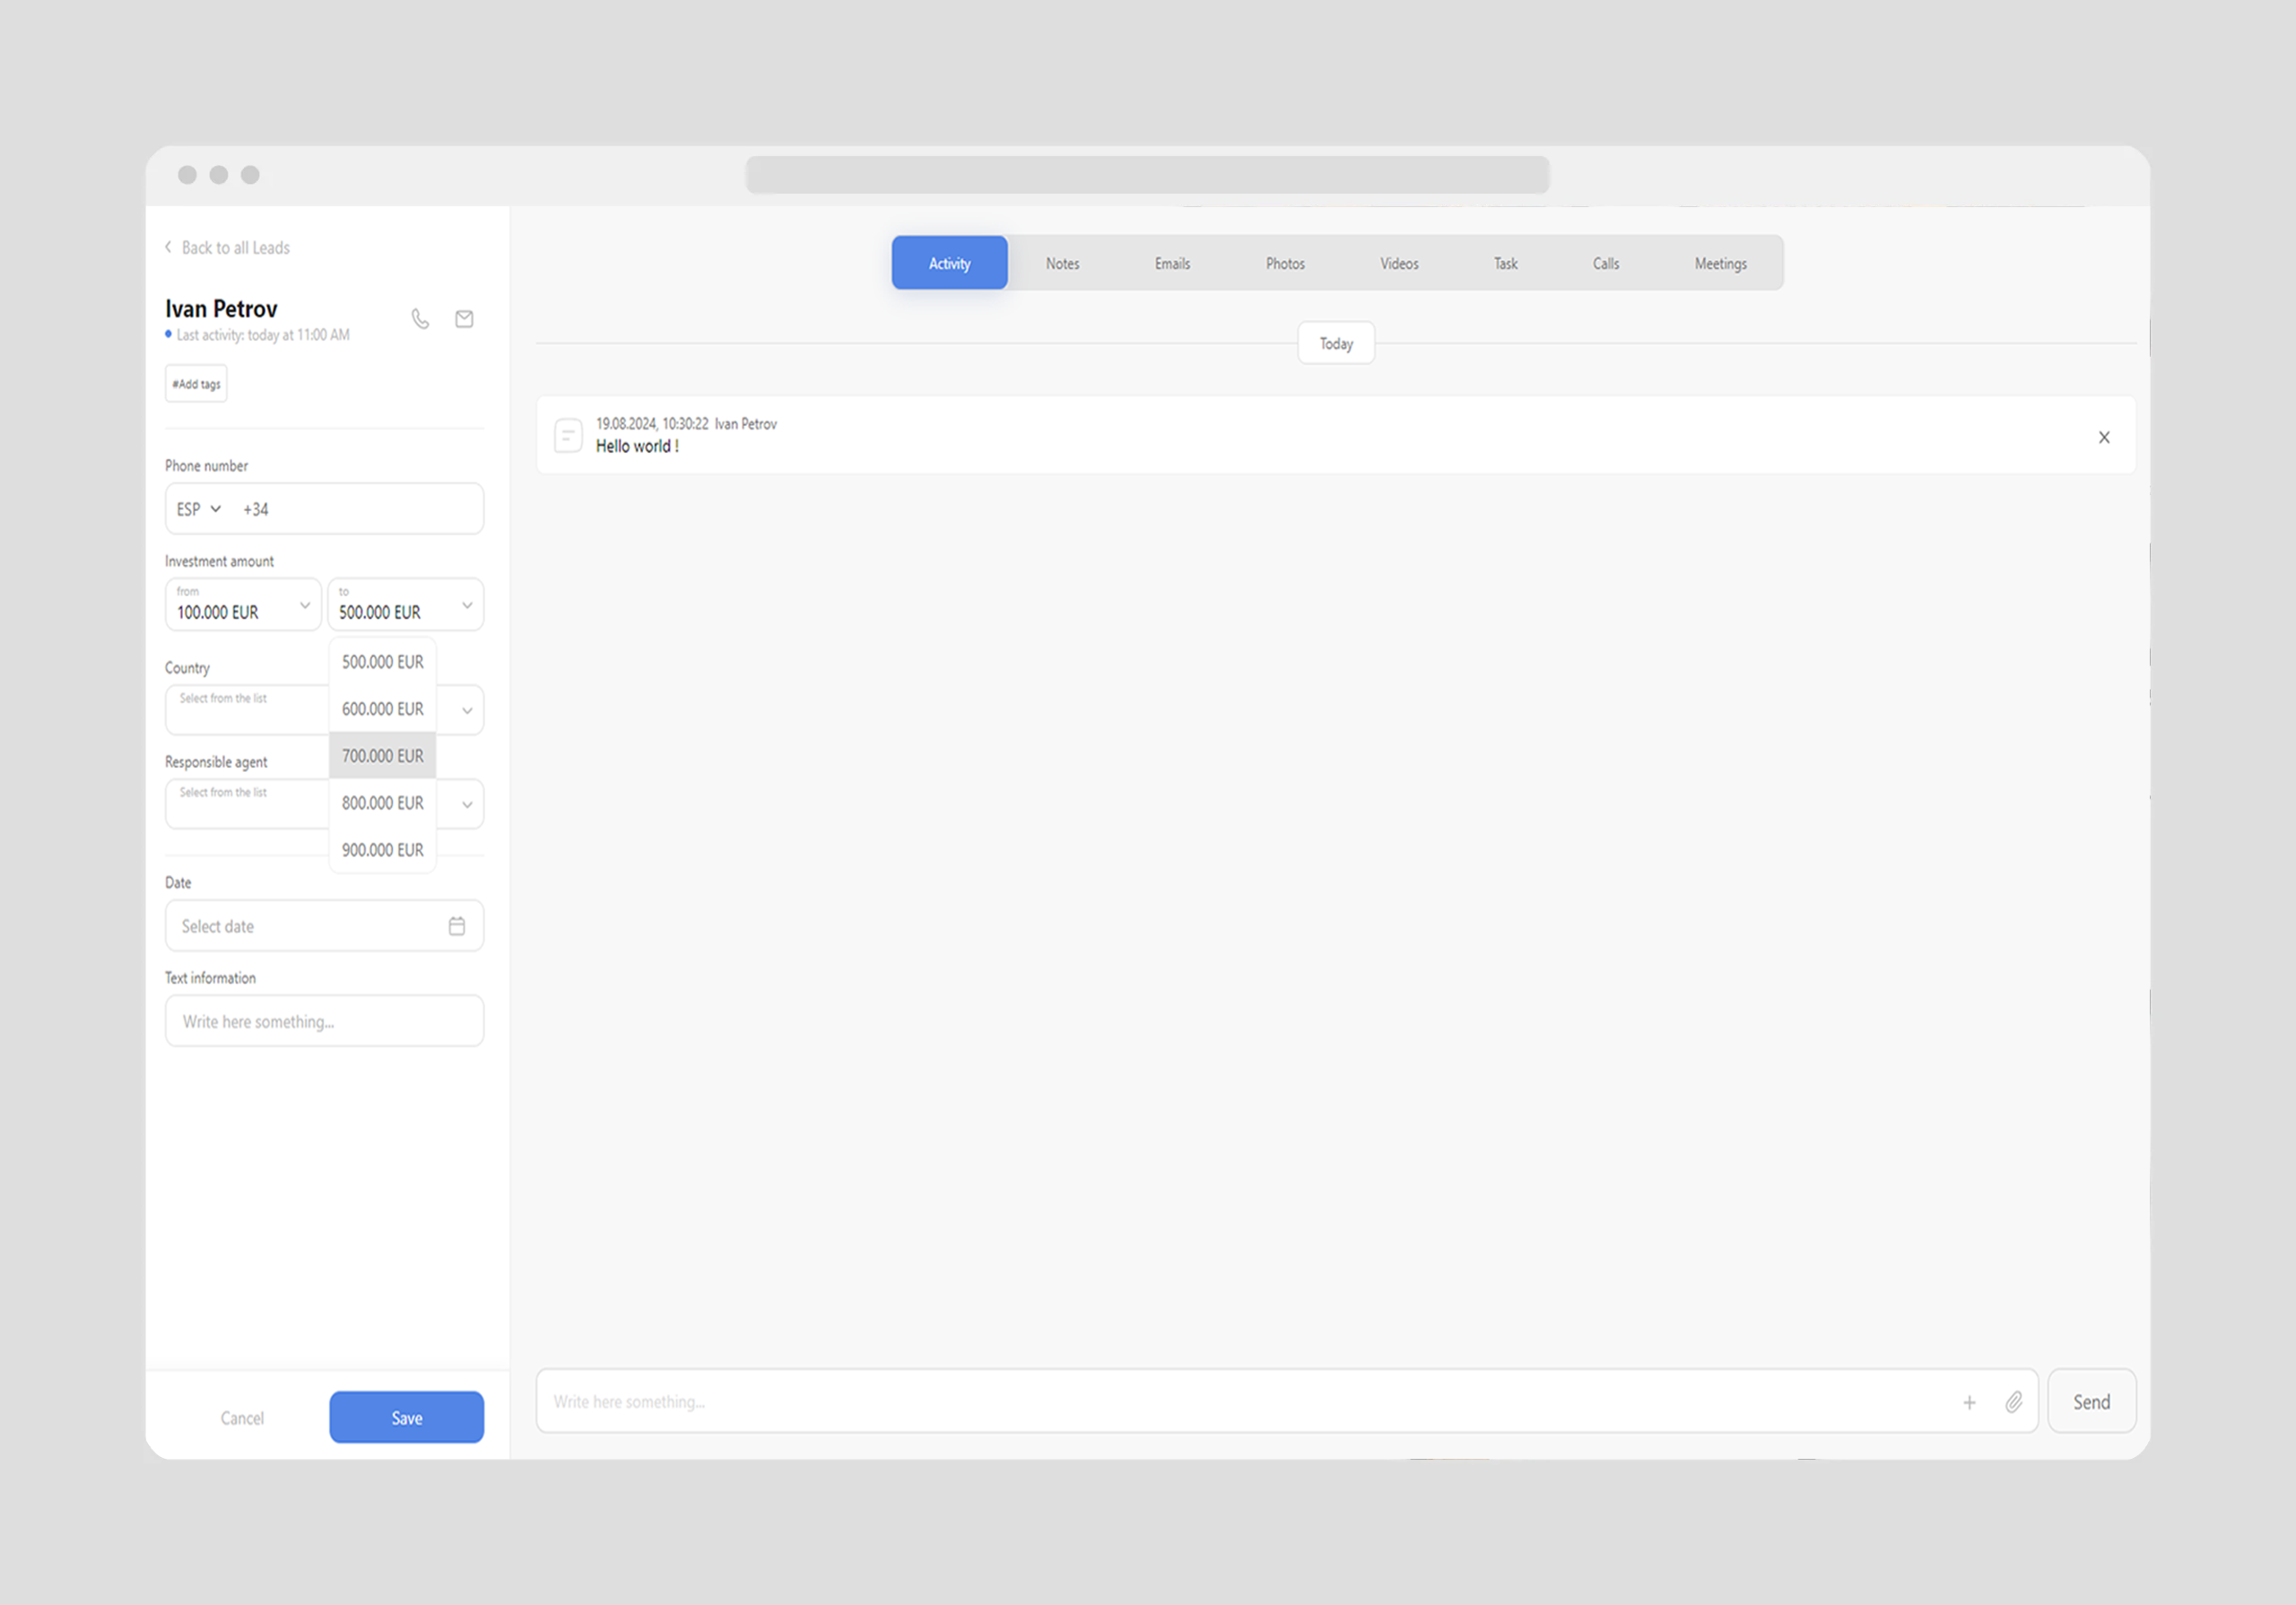 Back to all Leads
Ivan Petrov
Last activity: today at 11:00 AM
#Add tags
Phone number
ESP +34
Investment amount
from
100.000 EUR
to
500.000 EUR
500.000 EUR
600.000 EUR
700.000 EUR
800.000 EUR
900.000 EUR
Country
Select from the list
Responsible agent
Select from the list
Date
Select date
Text information
Write here something...
Cancel
Save
Activity Notes Emails Photos Videos Task Calls Meetings
Today
19.08.2024, 10:30:22 Ivan Petrov
Hello world !
X
Write here something...
Send